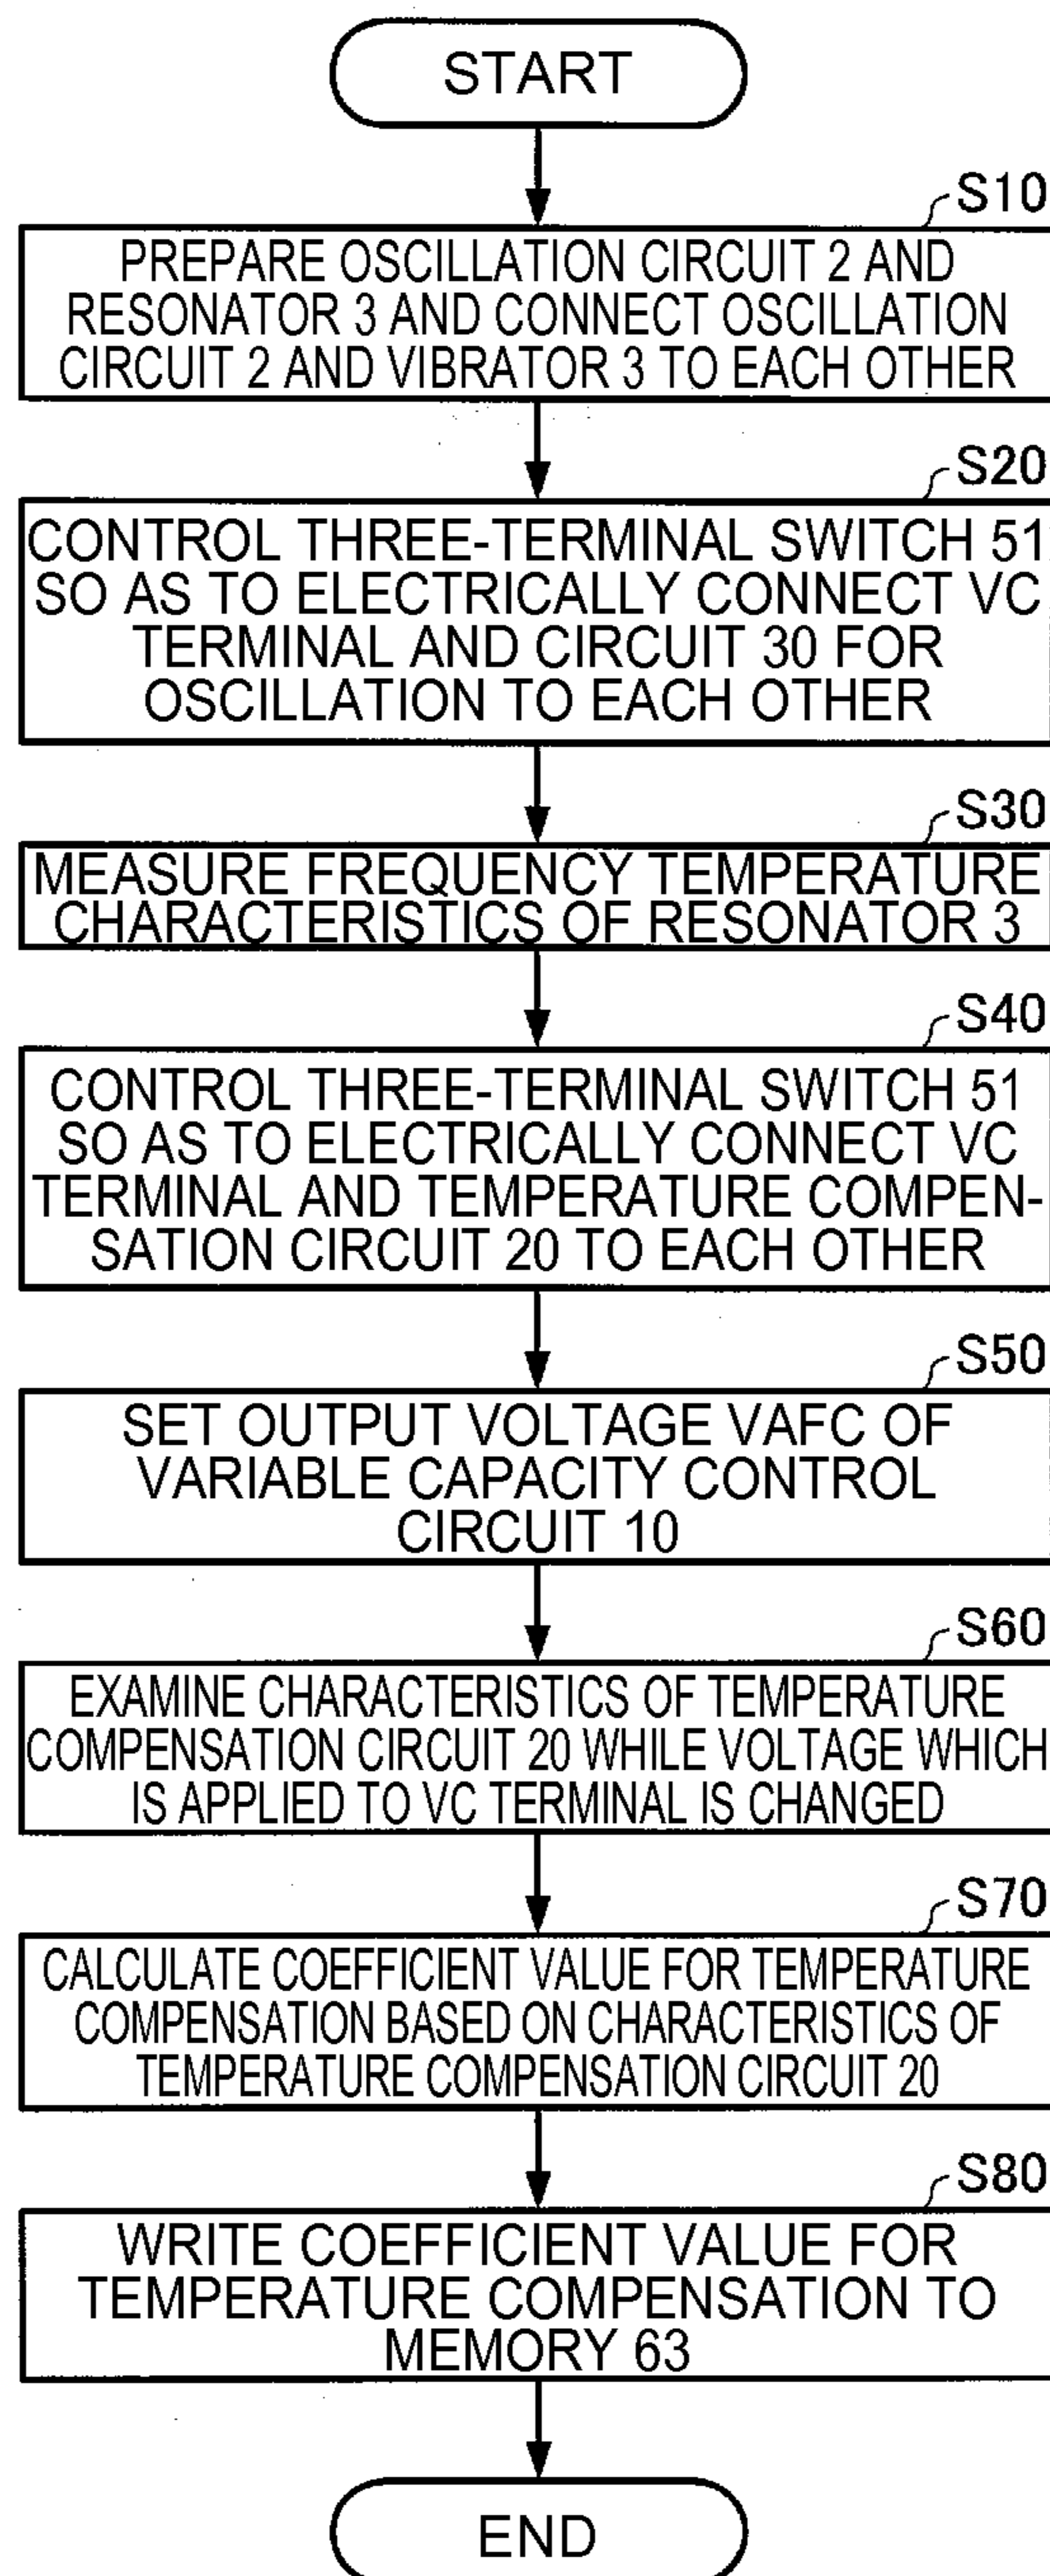 START
S10
PREPARE OSCILLATION CIRCUIT 2 AND
RESONATOR 3 AND CONNECT OSCILLATION
CIRCUIT 2 AND VIBRATOR 3 TO EACH OTHER
S20
CONTROL THREE-TERMINAL SWITCH 51
SO AS TO ELECTRICALLY CONNECT VC
TERMINAL AND CIRCUIT 30 FOR
OSCILLATION TO EACH OTHER
S30
MEASURE FREQUENCY TEMPERATURE
CHARACTERISTICS OF RESONATOR 3
S40
CONTROL THREE-TERMINAL SWITCH 51
SO AS TO ELECTRICALLY CONNECT VC
TERMINAL AND TEMPERATURE COMPEN-
SATION CIRCUIT 20 TO EACH OTHER
S50
SET OUTPUT VOLTAGE VAFC OF
VARIABLE CAPACITY CONTROL
CIRCUIT 10
S60
EXAMINE CHARACTERISTICS OF TEMPERATURE
COMPENSATION CIRCUIT 20 WHILE VOLTAGE WHICH
IS APPLIED TO VC TERMINAL IS CHANGED
S70
CALCULATE COEFFICIENT VALUE FOR TEMPERATURE
COMPENSATION BASED ON CHARACTERISTICS OF
TEMPERATURE COMPENSATION CIRCUIT 20
S80
WRITE COEFFICIENT VALUE FOR
TEMPERATURE COMPENSATION TO
MEMORY 63
END